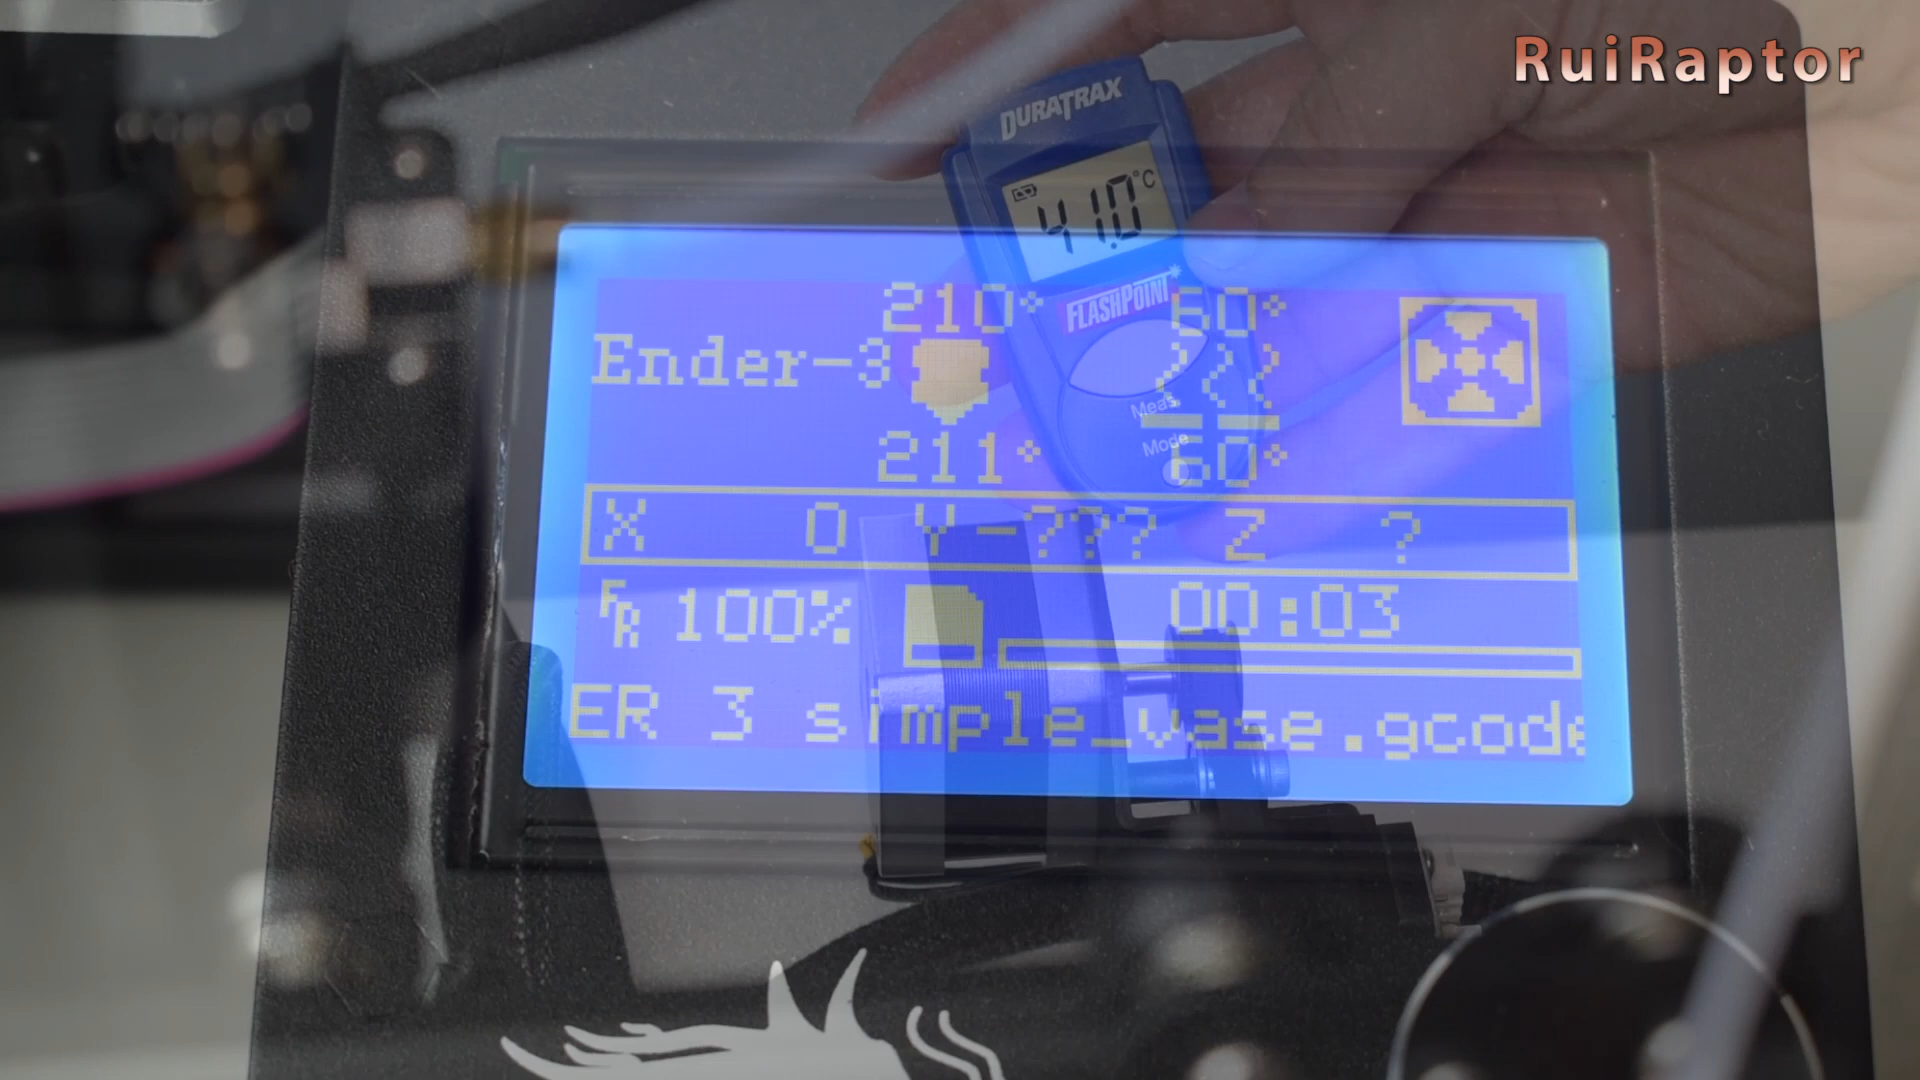 RuiRaptor
DURATRAX
41.0°C
FLASHPOINT
Meas.
Mode
210° 60°
Ender-3
211° 60°
X 0 Y-??? Z ?
FR 100% 00:03
ER 3 simple_vase.gcode